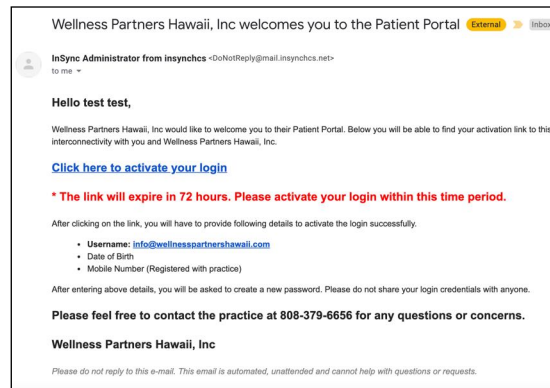 Wellness Partners Hawaii, Inc welcomes you to the Patient Portal External Inbox
InSync Administrator from insynchcs <DoNotReply@mail.insynchcs.net>
to me
Hello test test,
Wellness Partners Hawaii, Inc would like to welcome you to their Patient Portal. Below you will be able to find your activation link to this
interconnectivity with you and Wellness Partners Hawaii, Inc.
Click here to activate your login
* The link will expire in 72 hours. Please activate your login within this time period.
After clicking on the link, you will have to provide following details to activate the login successfully.
• Username: info@wellnesspartnershawaii.com
• Date of Birth
• Mobile Number (Registered with practice)
After entering above details, you will be asked to create a new password. Please do not share your login credentials with anyone.
Please feel free to contact the practice at 808-379-6656 for any questions or concerns.
Wellness Partners Hawaii, Inc
Please do not reply to this e-mail. This email is automated, unattended and cannot help with questions or requests.